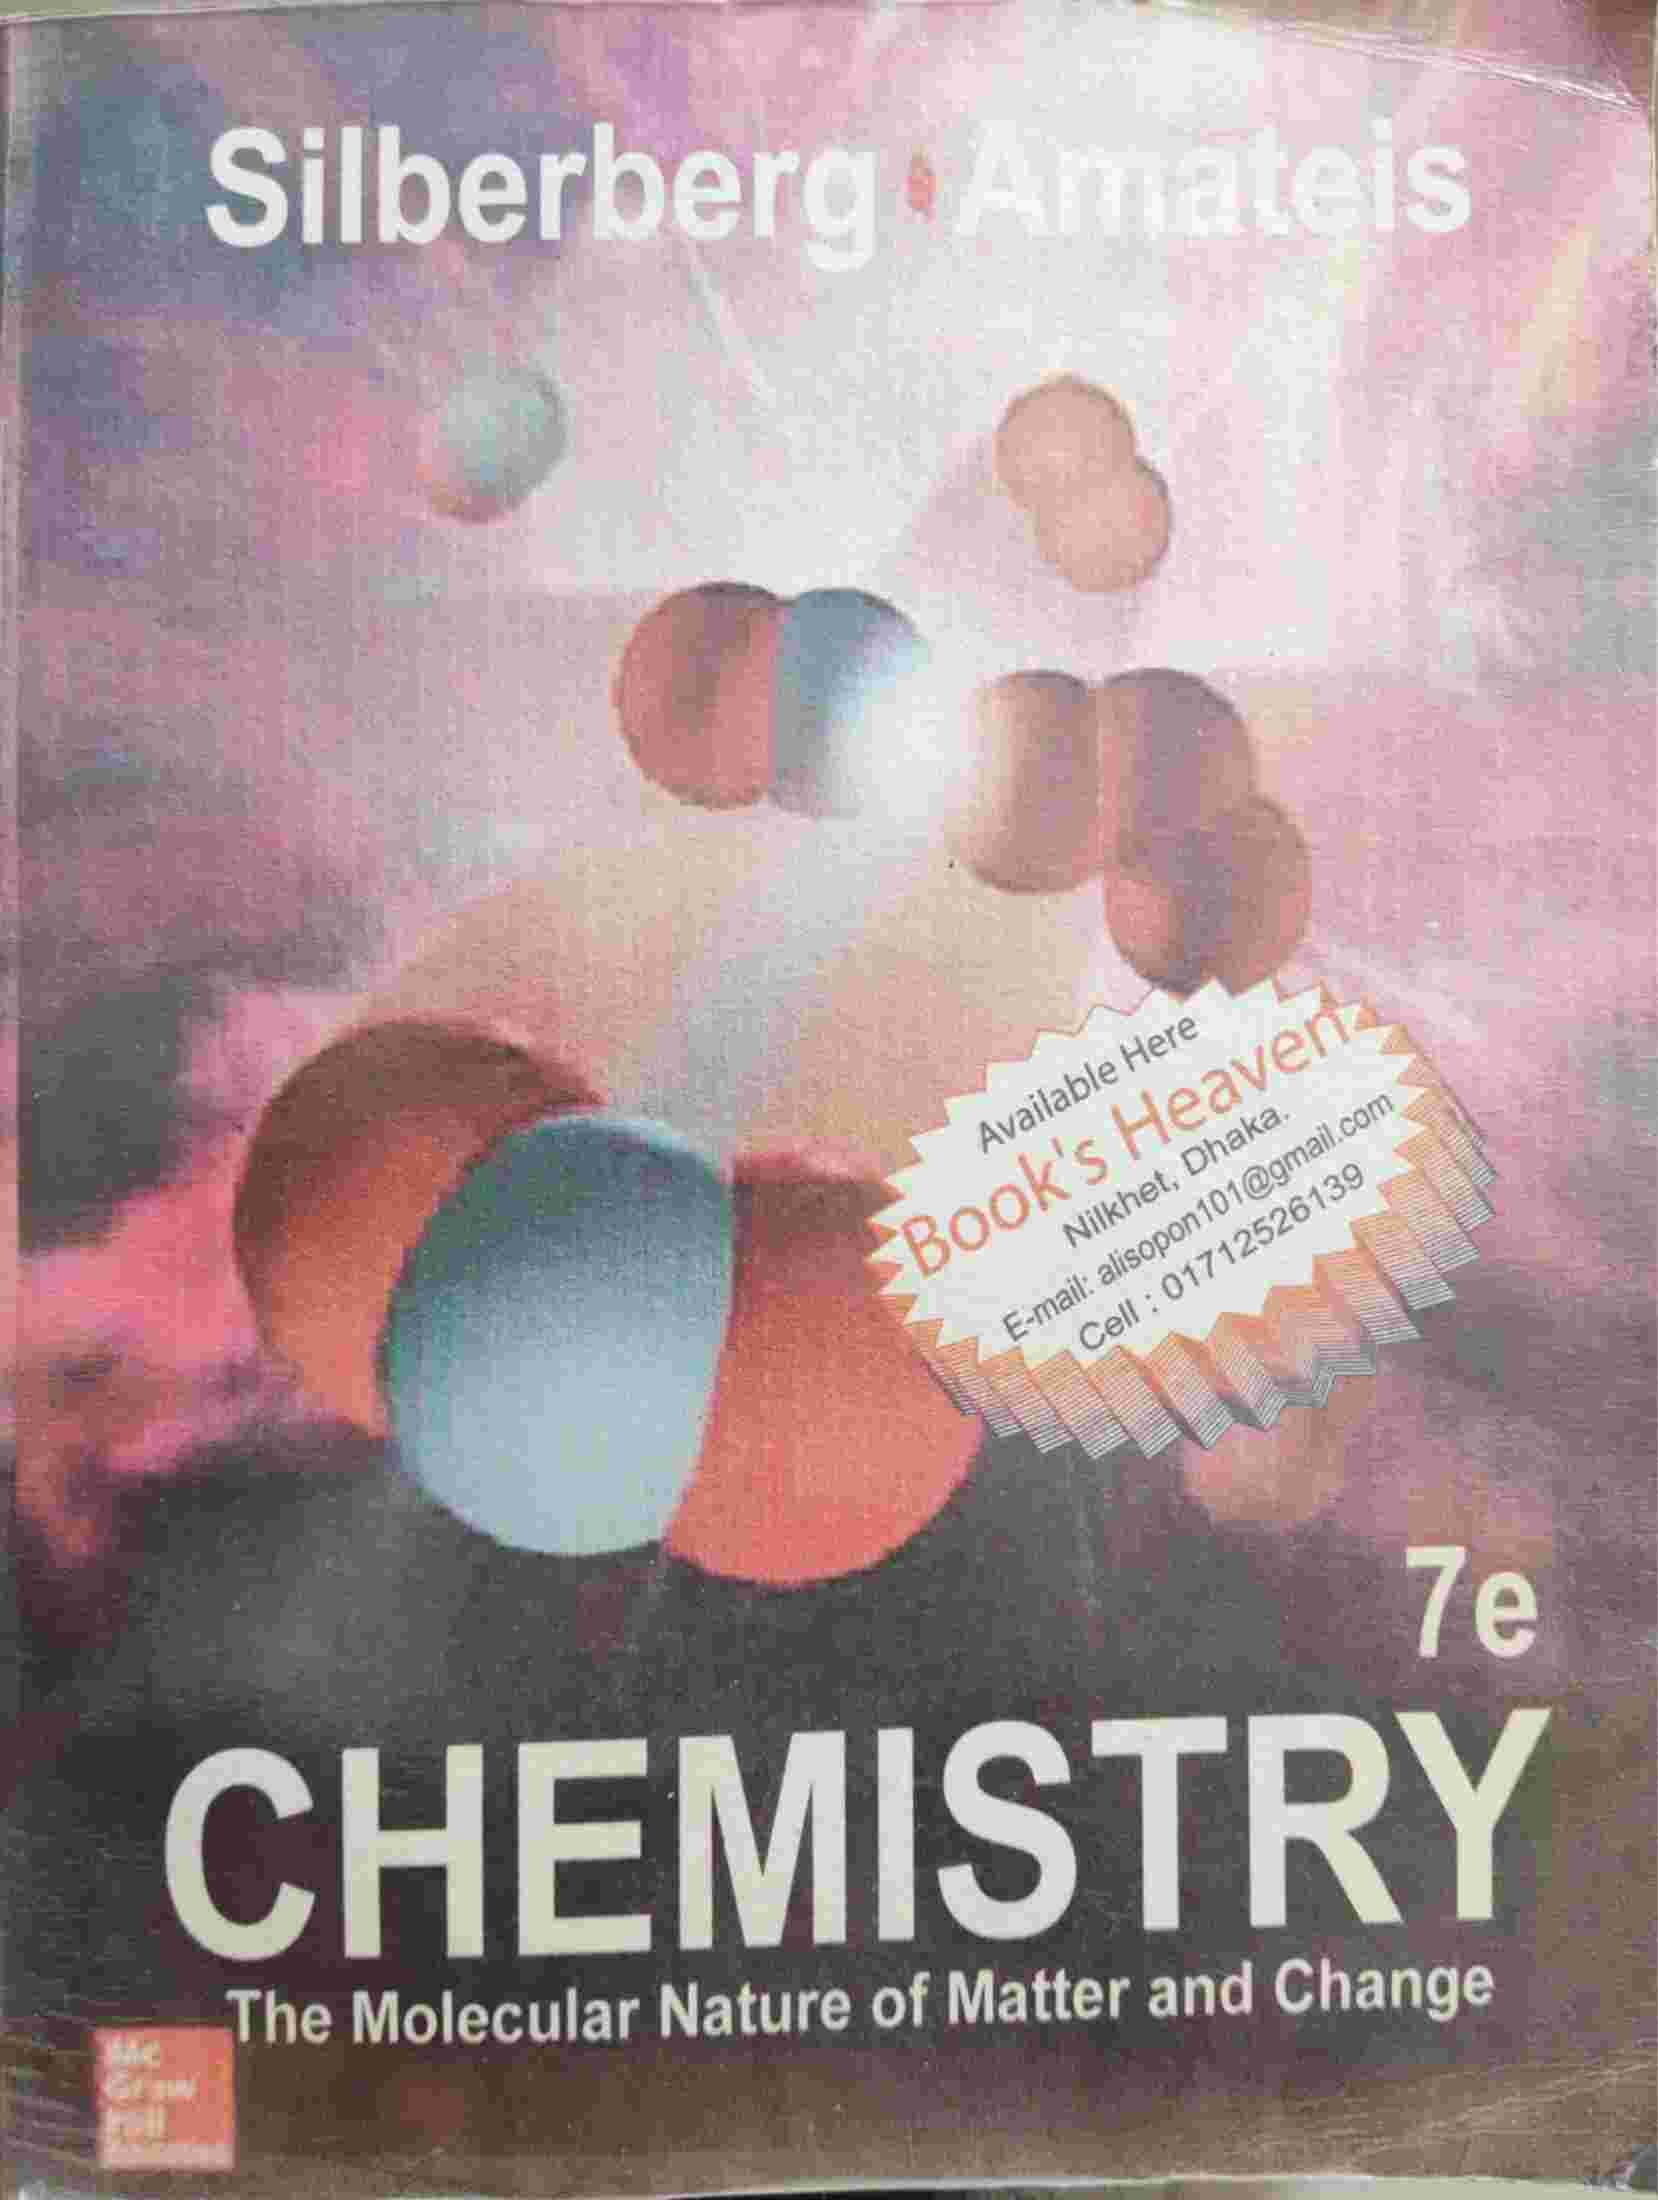 Silberberg • Amateis
Available Here
Book's Heaven
Nilkhet, Dhaka.
E-mail: alisopon101@gmail.com
Cell : 01712526139
7e
CHEMISTRY
The Molecular Nature of Matter and Change
Mc
Graw
Hill